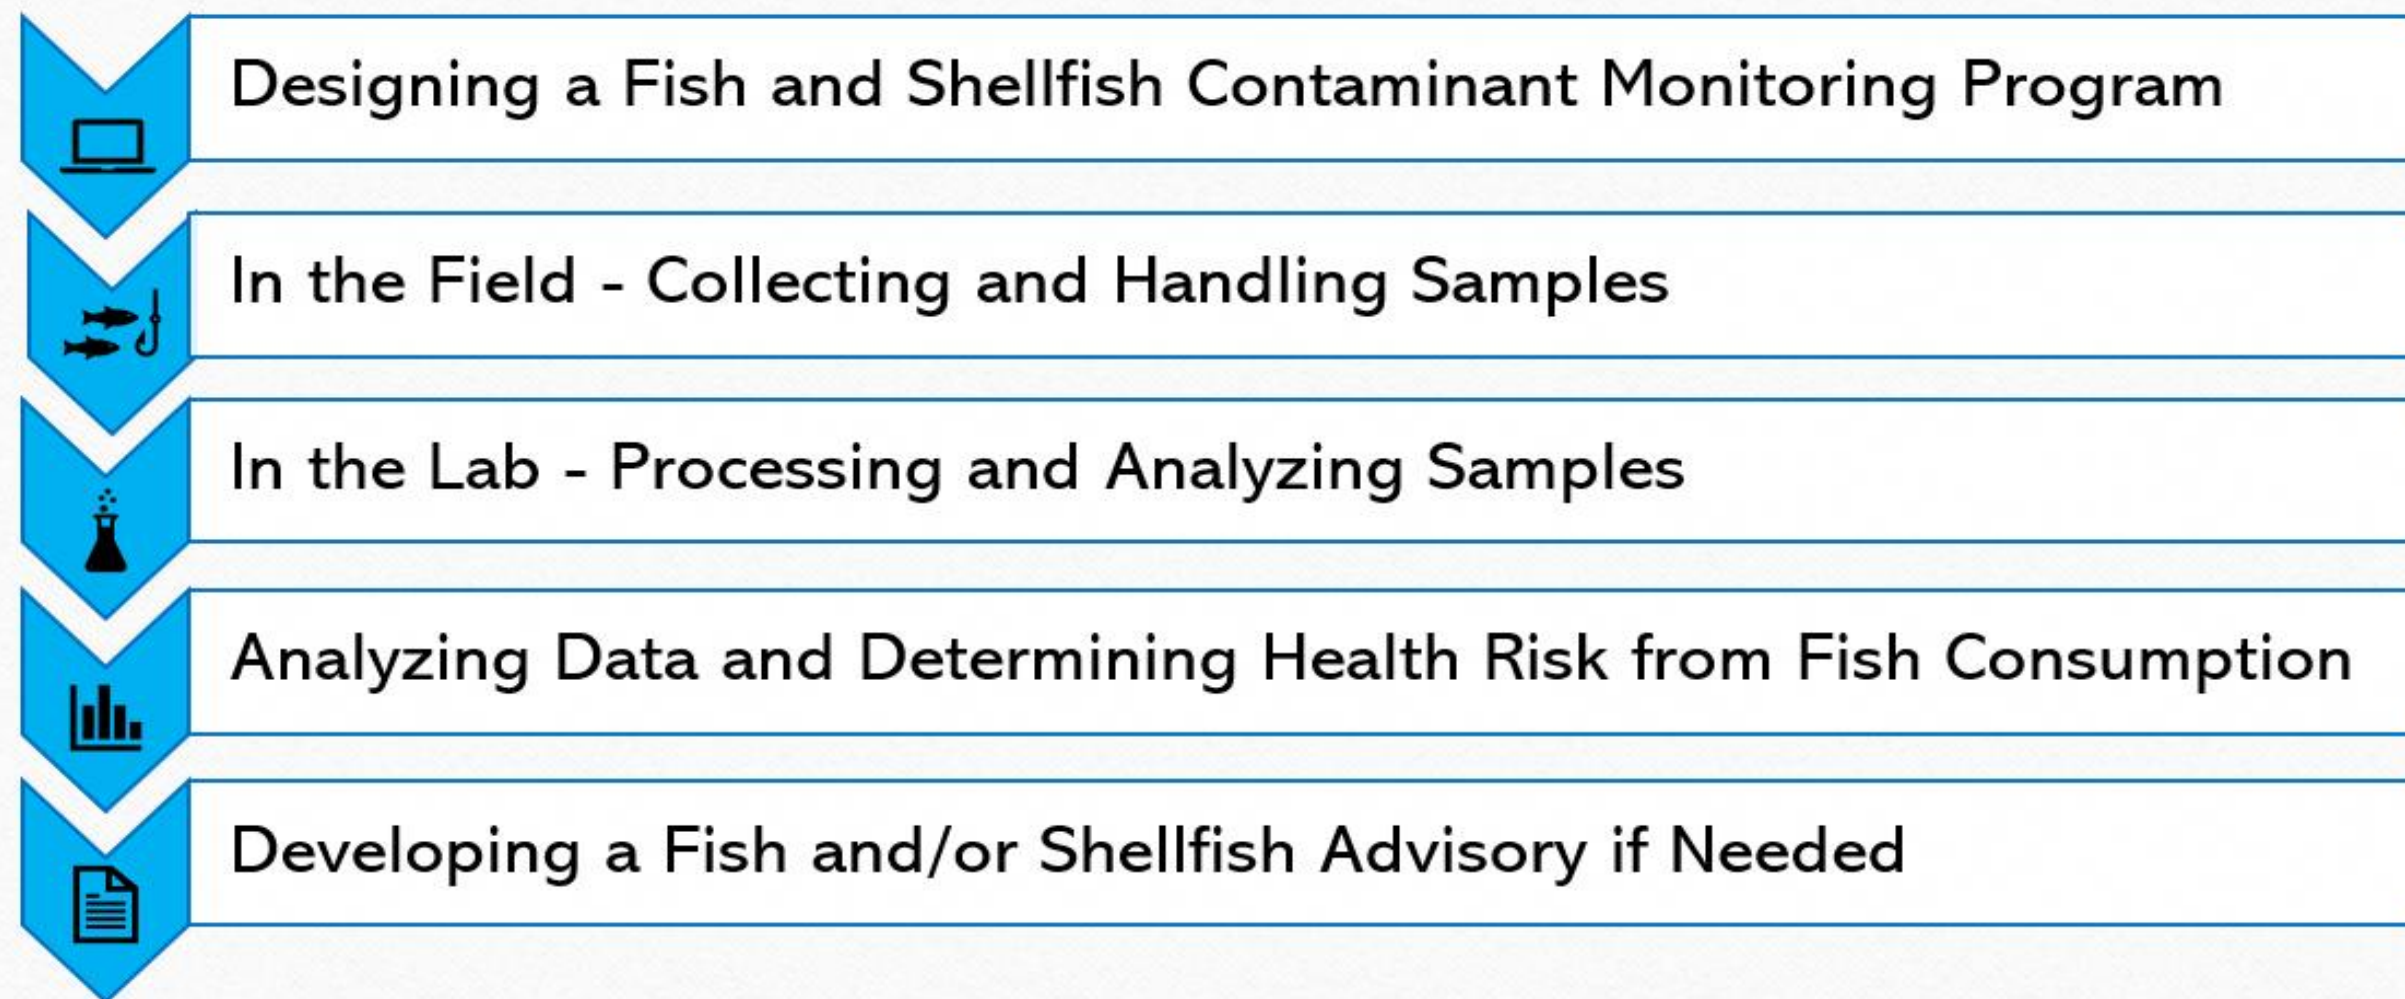 Designing a Fish and Shellfish Contaminant Monitoring Program
In the Field - Collecting and Handling Samples
In the Lab - Processing and Analyzing Samples
Analyzing Data and Determining Health Risk from Fish Consumption
Developing a Fish and/or Shellfish Advisory if Needed